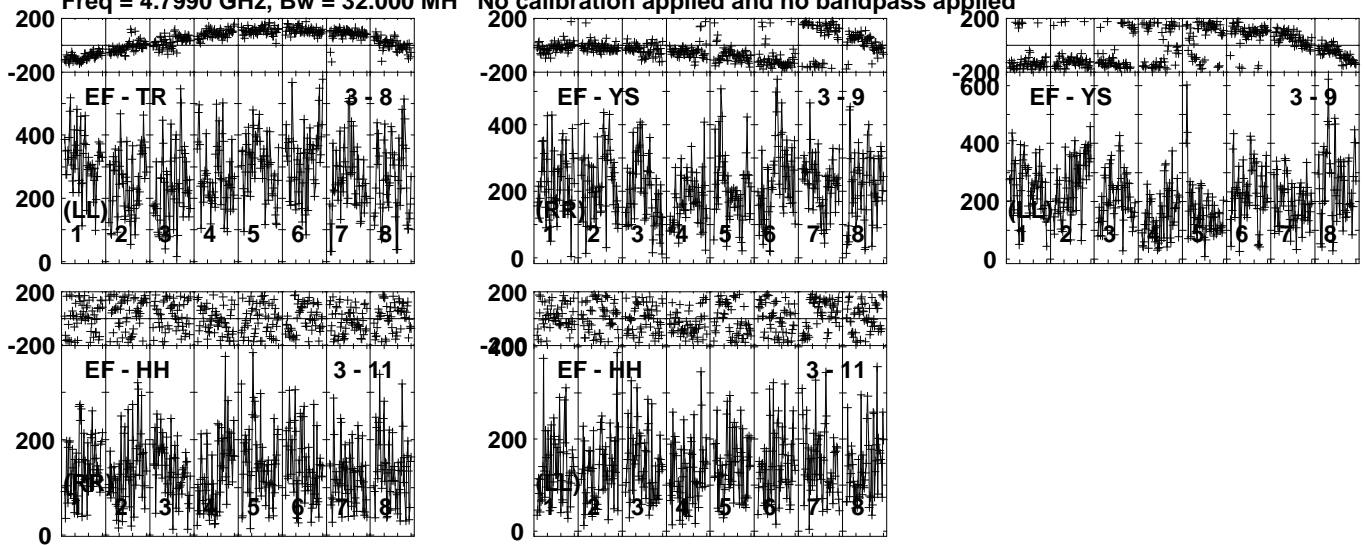 Freq = 4.7990 GHz, Bw = 32.000 MH No calibration applied and no bandpass applied
200 200 200
-200 -200 -200
EF - TR 3 - 8 EF - YS 3 - 9 600 EF - YS 3 - 9
400 400 400
200 200 200
(LL) (RR) (LL)
1 2 3 4 5 6 7 8 1 2 3 4 5 6 7 8 1 2 3 4 5 6 7 8
0 0 0
200 200
-200 -200 400
EF - HH 3 - 11 EF - HH 3 - 11
200 200
(RR) (LL)
1 2 3 4 5 6 7 8 1 2 3 4 5 6 7 8
0 0